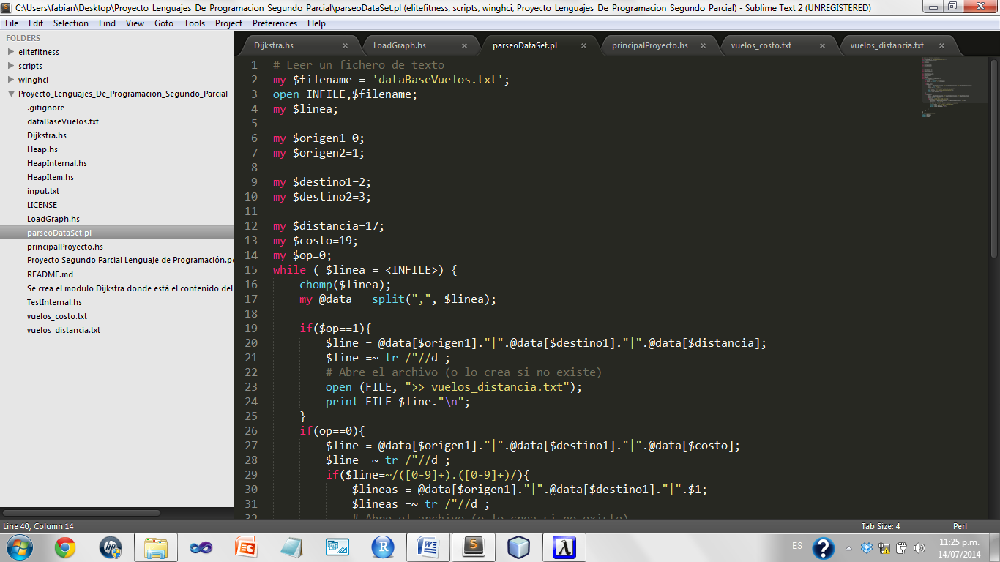 C:\Users\fabian\Desktop\Proyecto_Lenguajes_De_Programacion_Segundo_Parcial\parseoDataSet.pl (elitefitness, scripts, winghci, Proyecto_Lenguajes_De_Programacion_Segundo_Parcial) - Sublime Text 2 (UNREGISTERED)
File Edit Selection Find View Goto Tools Project Preferences Help
FOLDERS
elitefitness
scripts
winghci
Proyecto_Lenguajes_De_Programacion_Segundo_Parcial
.gitignore
dataBaseVuelos.txt
Dijkstra.hs
Heap.hs
HeapInternal.hs
HeapItem.hs
input.txt
LICENSE
LoadGraph.hs
parseoDataSet.pl
principalProyecto.hs
Proyecto Segundo Parcial Lenguaje de Programación.p
README.md
Se crea el modulo Dijkstra donde está el contenido del
TestInternal.hs
vuelos_costo.txt
vuelos_distancia.txt
Dijkstra.hs LoadGraph.hs parseoDataSet.pl principalProyecto.hs vuelos_costo.txt vuelos_distancia.txt
1 # Leer un fichero de texto
2 my $filename = 'dataBaseVuelos.txt';
3 open INFILE,$filename;
4 my $linea;
5
6 my $origen1=0;
7 my $origen2=1;
8
9 my $destino1=2;
10 my $destino2=3;
11
12 my $distancia=17;
13 my $costo=19;
14 my $op=0;
15 while ( $linea = <INFILE>) {
16 chomp($linea);
17 my @data = split(",", $linea);
18
19 if($op==1){
20 $line = @data[$origen1]."|".@data[$destino1]."|".@data[$distancia];
21 $line =~ tr /"//d ;
22 # Abre el archivo (o lo crea si no existe)
23 open (FILE, ">> vuelos_distancia.txt");
24 print FILE $line."\n";
25 }
26 if(op==0){
27 $line = @data[$origen1]."|".@data[$destino1]."|".@data[$costo];
28 $line =~ tr /"//d ;
29 if($line=~/([0-9]+).([0-9]+)/){
30 $lineas = @data[$origen1]."|".@data[$destino1]."|".$1;
31 $lineas =~ tr /"//d ;
32 # Abre el archivo (o lo crea si no existe)
Line 40, Column 14 Tab Size: 4 Perl
ES 11:25 p.m.
14/07/2014